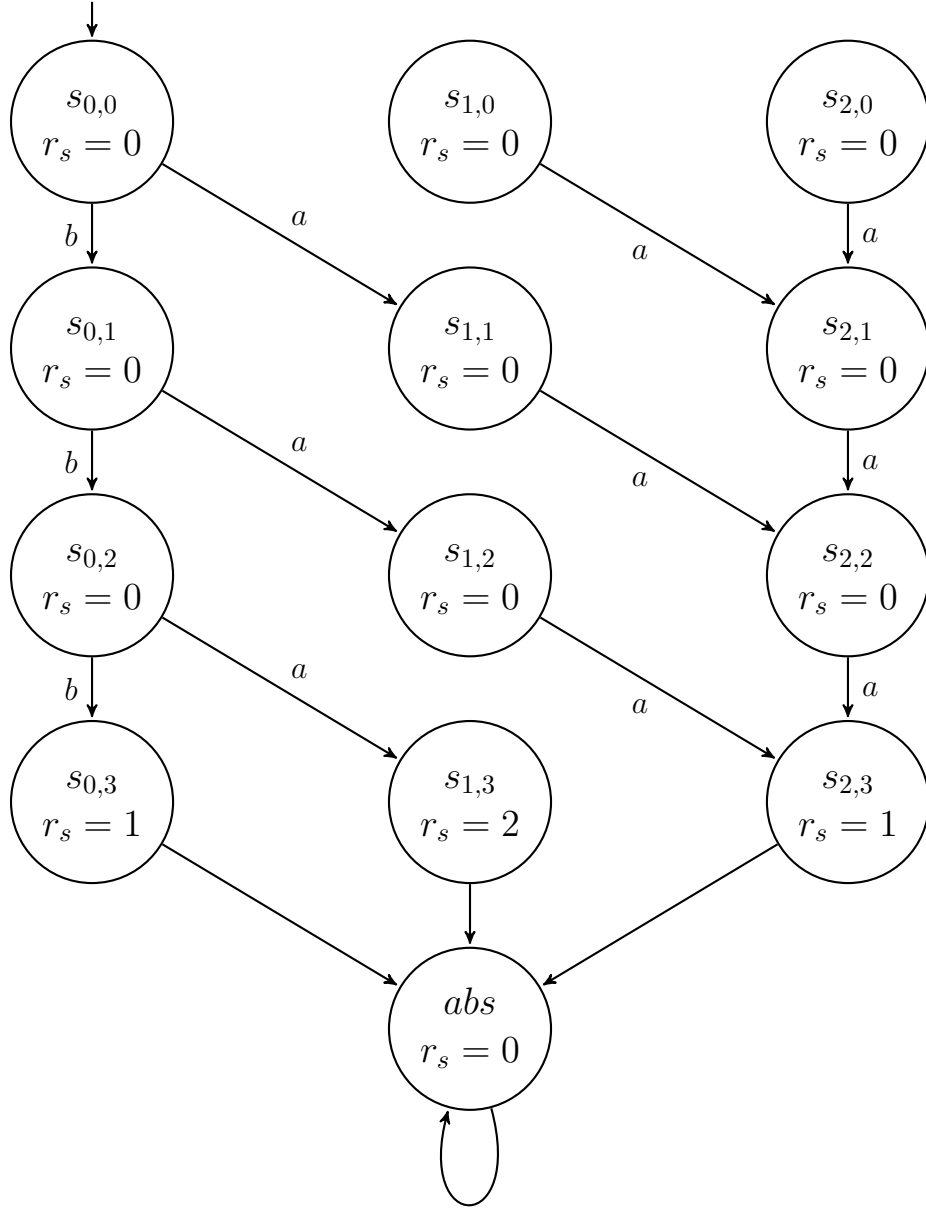 $s_{0,0}$
$r_s = 0$
$s_{1,0}$
$r_s = 0$
$s_{2,0}$
$r_s = 0$
b
a
a
a
$s_{0,1}$
$r_s = 0$
$s_{1,1}$
$r_s = 0$
$s_{2,1}$
$r_s = 0$
b
a
a
a
$s_{0,2}$
$r_s = 0$
$s_{1,2}$
$r_s = 0$
$s_{2,2}$
$r_s = 0$
b
a
a
a
$s_{0,3}$
$r_s = 1$
$s_{1,3}$
$r_s = 2$
$s_{2,3}$
$r_s = 1$
abs
$r_s = 0$